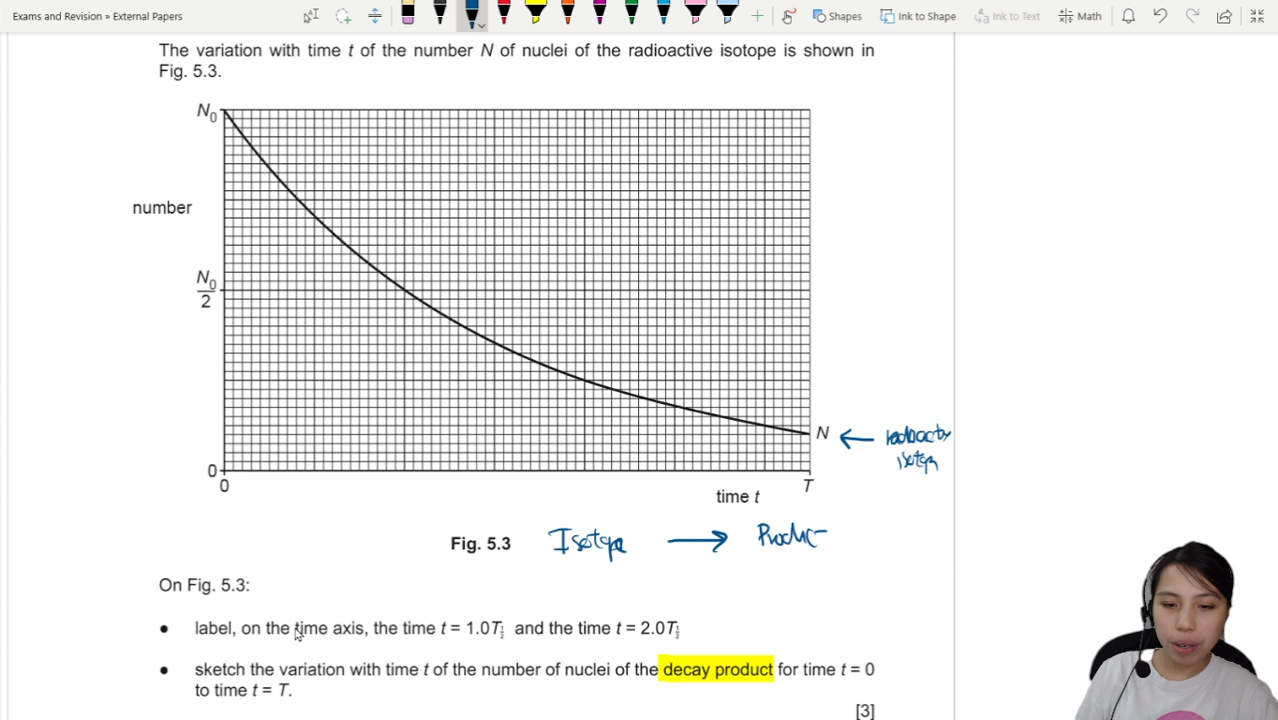 Exams and Revision » External Papers
Shapes
Ink to Shape
Ink to Text
Math
The variation with time t of the number N of nuclei of the radioactive isotope is shown in
Fig. 5.3.
N₀
number
N₀/2
0
N
0
T
time t
Fig. 5.3
Isotope → Product
On Fig. 5.3:
• label, on the time axis, the time t = 1.0T½ and the time t = 2.0T½
• sketch the variation with time t of the number of nuclei of the decay product for time t = 0
to time t = T.
[3]